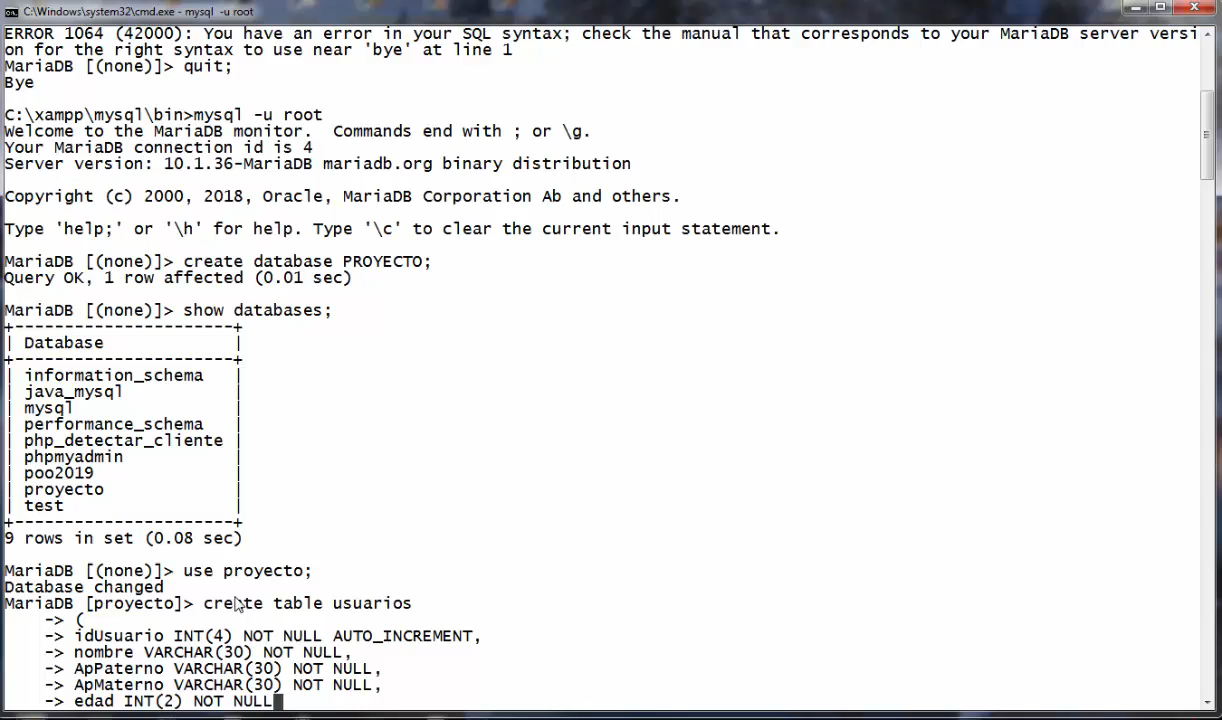 C:\Windows\system32\cmd.exe - mysql -u root
ERROR 1064 (42000): You have an error in your SQL syntax; check the manual that corresponds to your MariaDB server versi
on for the right syntax to use near 'bye' at line 1
MariaDB [(none)]> quit;
Bye
C:\xampp\mysql\bin>mysql -u root
Welcome to the MariaDB monitor.  Commands end with ; or \g.
Your MariaDB connection id is 4
Server version: 10.1.36-MariaDB mariadb.org binary distribution
Copyright (c) 2000, 2018, Oracle, MariaDB Corporation Ab and others.
Type 'help;' or '\h' for help. Type '\c' to clear the current input statement.
MariaDB [(none)]> create database PROYECTO;
Query OK, 1 row affected (0.01 sec)
MariaDB [(none)]> show databases;
+----------------------+
| Database             |
+----------------------+
| information_schema   |
| java_mysql           |
| mysql                |
| performance_schema   |
| php_detectar_cliente |
| phpmyadmin           |
| poo2019              |
| proyecto             |
| test                 |
+----------------------+
9 rows in set (0.08 sec)
MariaDB [(none)]> use proyecto;
Database changed
MariaDB [proyecto]> create table usuarios
    -> (
    -> idUsuario INT(4) NOT NULL AUTO_INCREMENT,
    -> nombre VARCHAR(30) NOT NULL,
    -> ApPaterno VARCHAR(30) NOT NULL,
    -> ApMaterno VARCHAR(30) NOT NULL,
    -> edad INT(2) NOT NULL